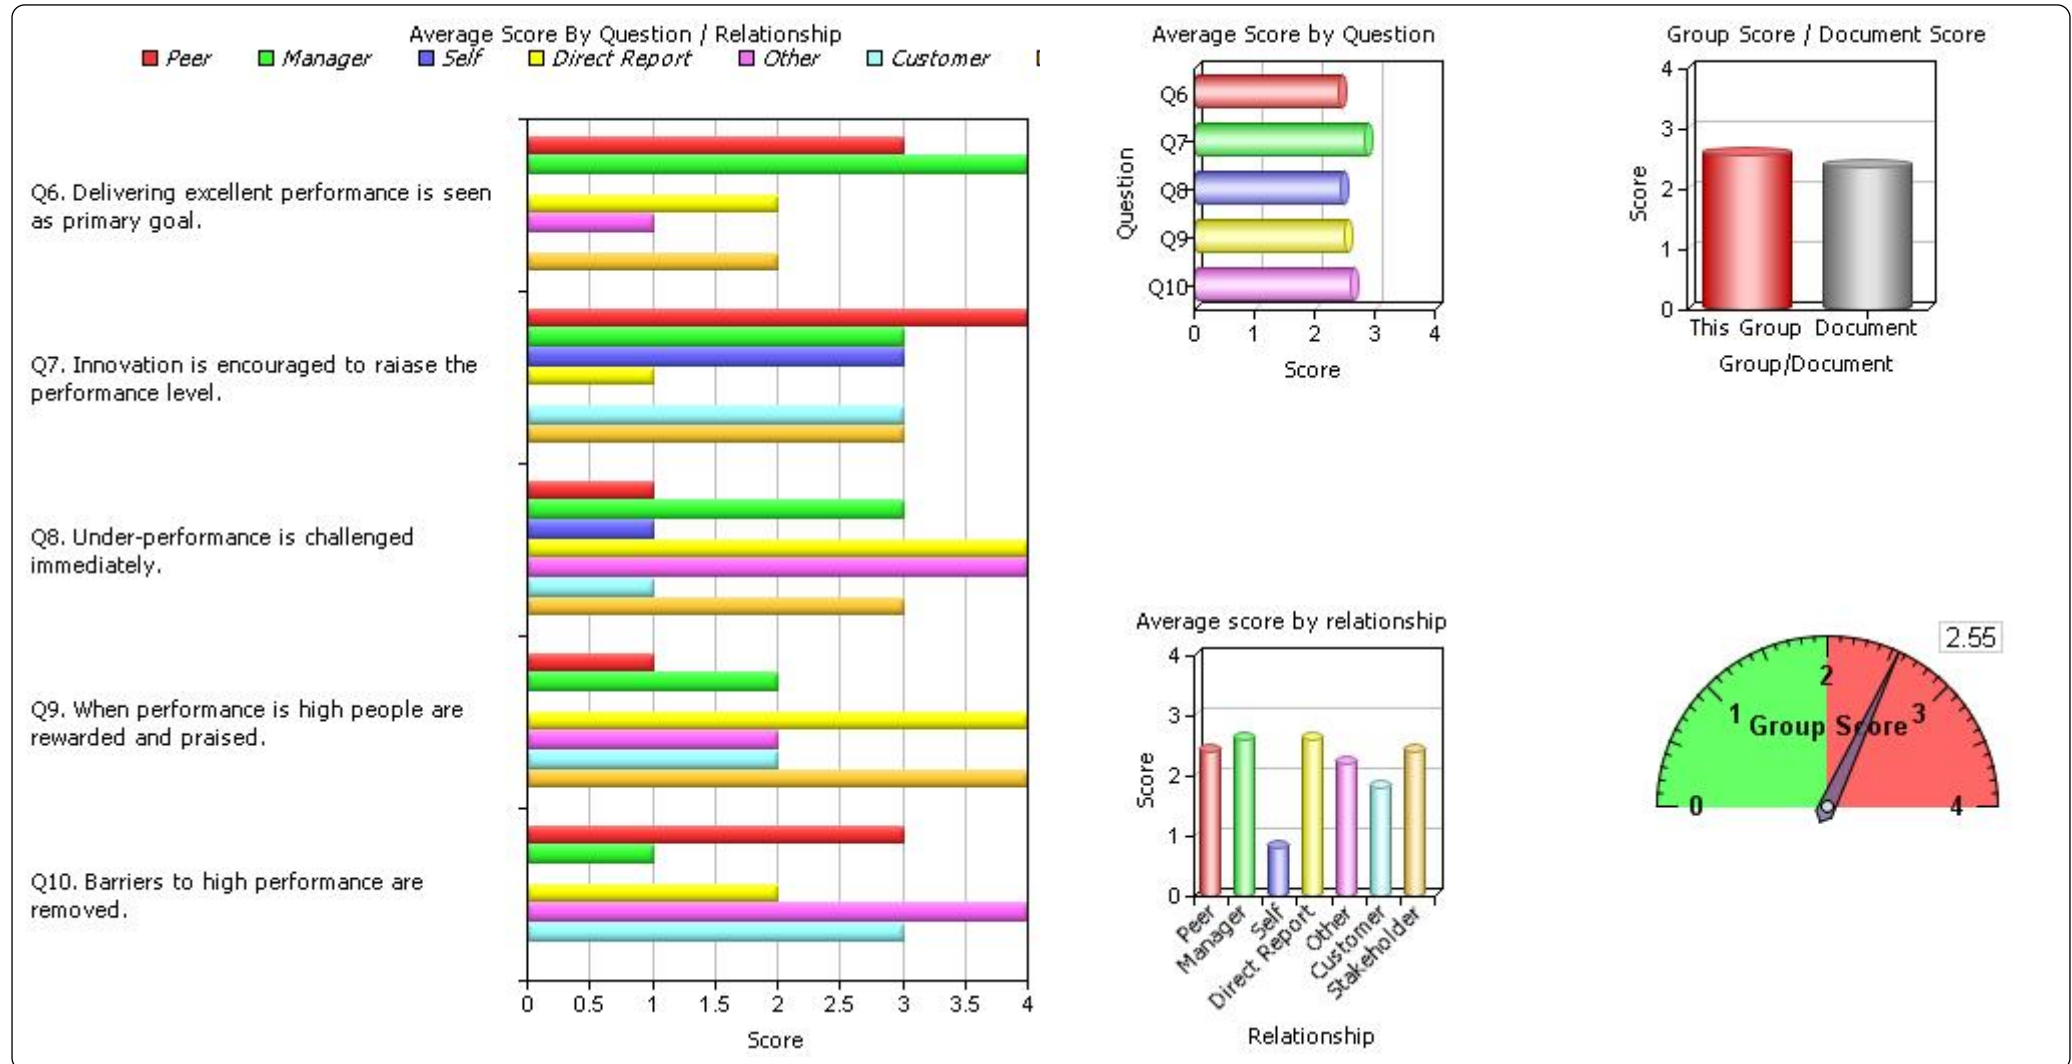 Average Score By Question / Relationship
Peer Manager Self Direct Report Other Customer
Q6. Delivering excellent performance is seen
as primary goal.
Q7. Innovation is encouraged to raiase the
performance level.
Q8. Under-performance is challenged
immediately.
Q9. When performance is high people are
rewarded and praised.
Q10. Barriers to high performance are
removed.
0 0.5 1 1.5 2 2.5 3 3.5 4
Score
Average Score by Question
Question
Q6
Q7
Q8
Q9
Q10
0 1 2 3 4
Score
Group Score / Document Score
Score
4
3
2
1
0
This Group Document
Group/Document
Average score by relationship
Score
4
3
2
1
0
Peer
Manager
Self
Direct Report
Other
Customer
Stakeholder
Relationship
2.55
0 1 2 3 4
Group Score